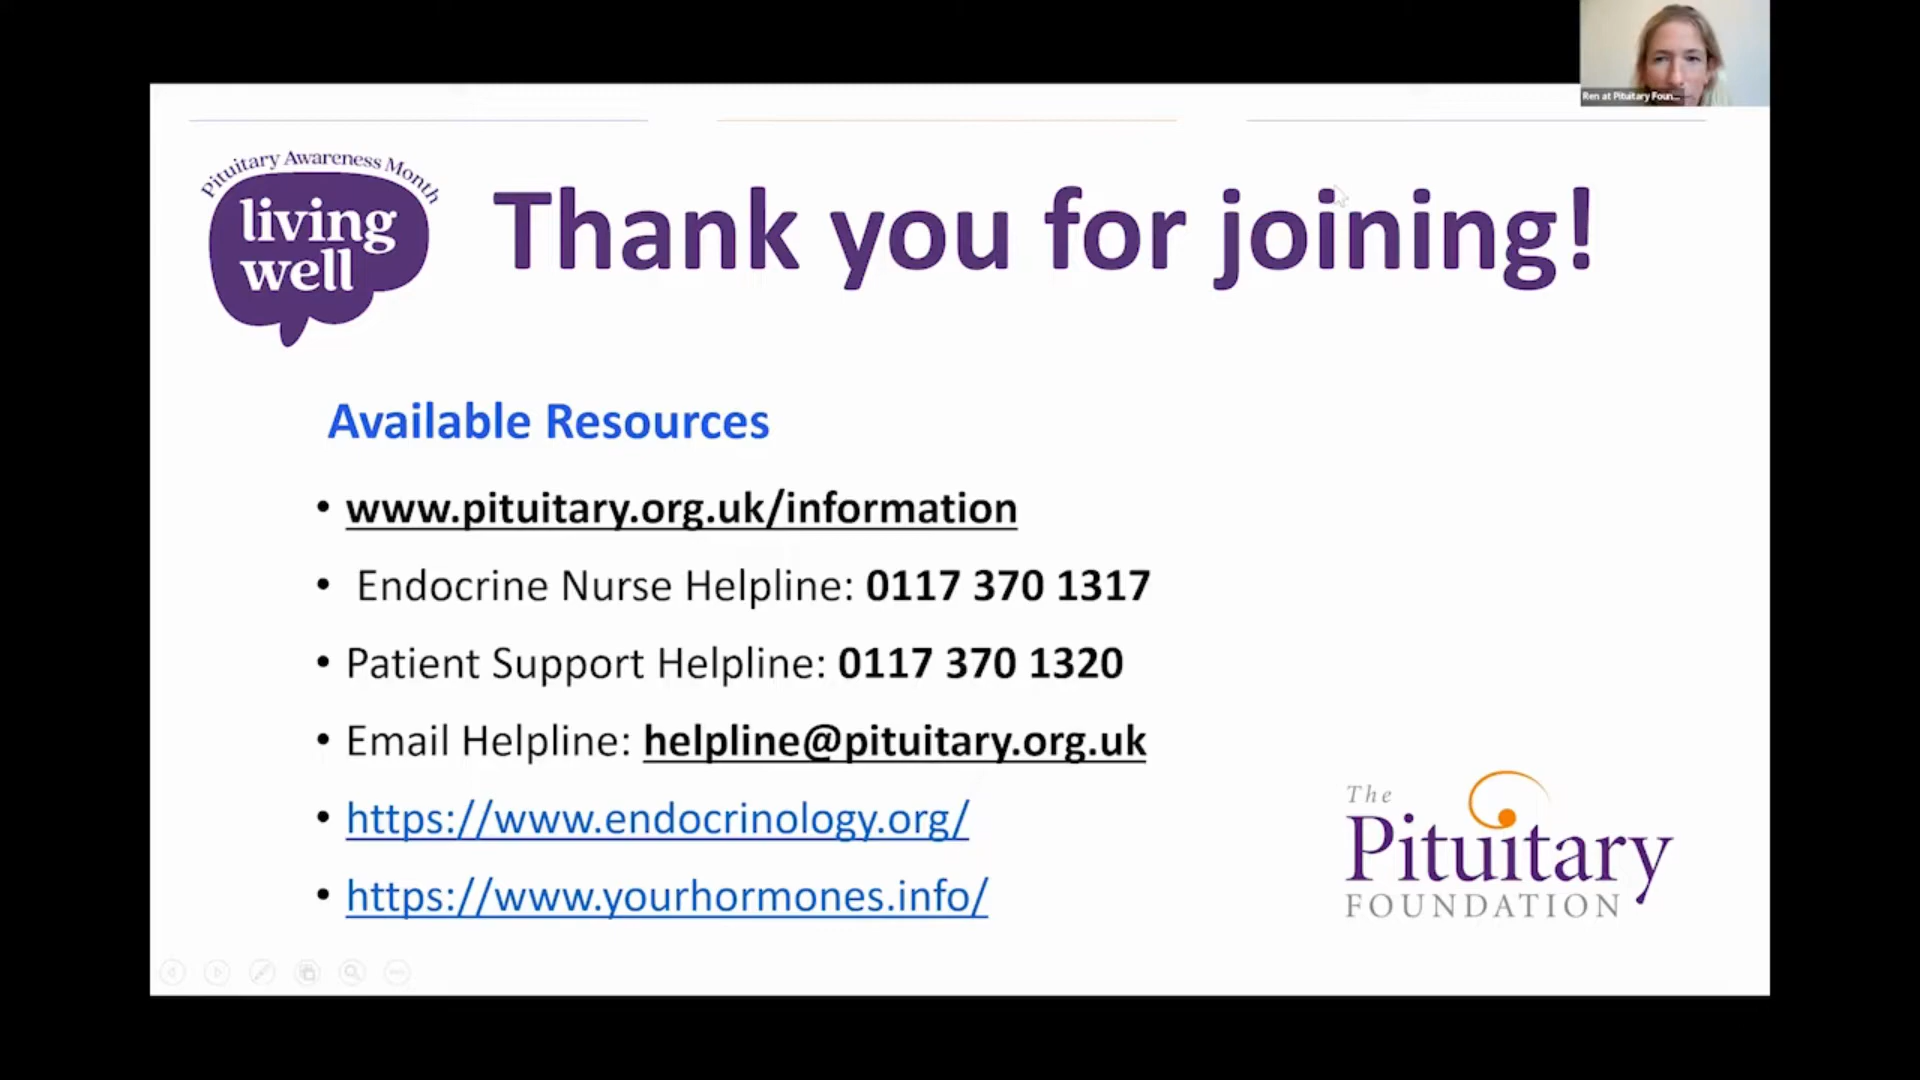 Ren at Pituitary Foun...
Pituitary Awareness Month
living
well
Thank you for joining!
Available Resources
• www.pituitary.org.uk/information
• Endocrine Nurse Helpline: 0117 370 1317
• Patient Support Helpline: 0117 370 1320
• Email Helpline: helpline@pituitary.org.uk
• https://www.endocrinology.org/
• https://www.yourhormones.info/
The
Pituitary
FOUNDATION